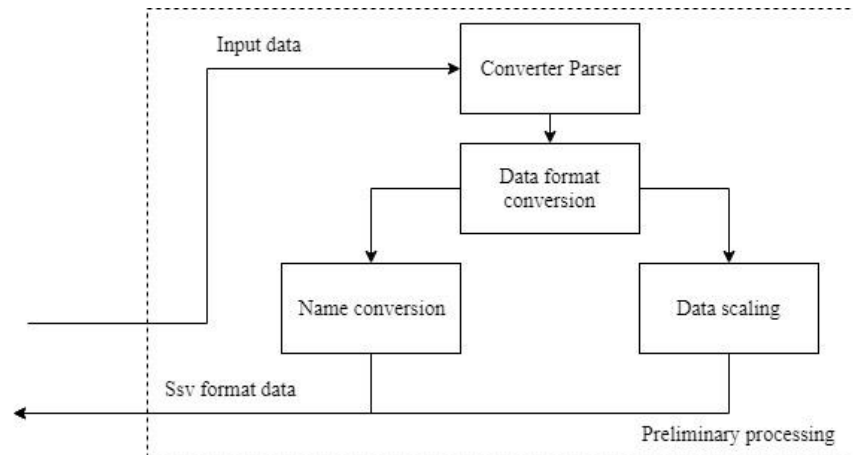 Input data
Converter Parser
Data format
conversion
Name conversion
Data scaling
Ssv format data
Preliminary processing